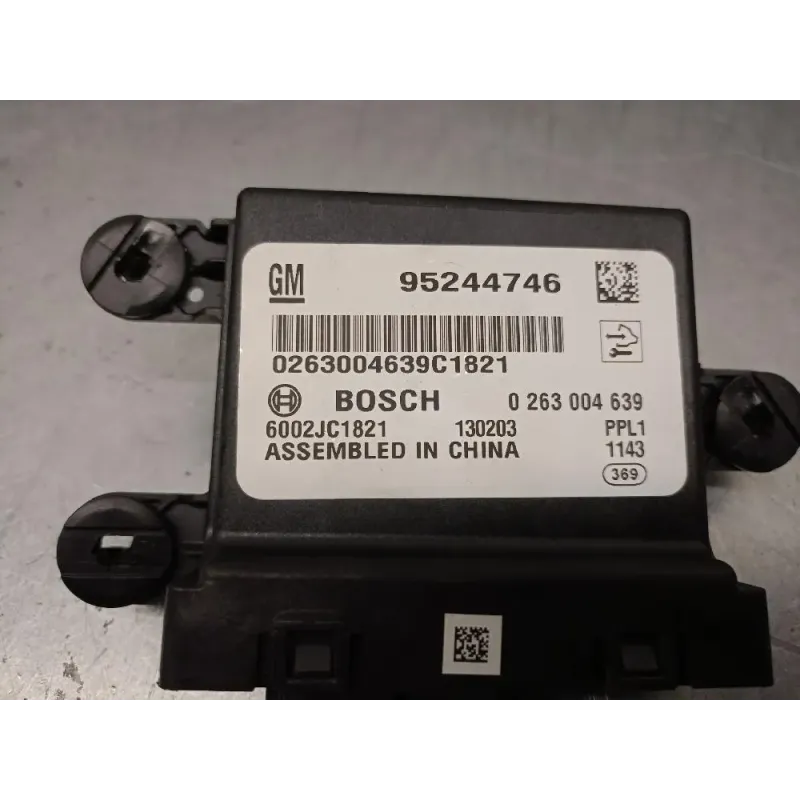 GM 95244746
0263004639C1821
BOSCH 0 263 004 639
6002JC1821 130203 PPL1
ASSEMBLED IN CHINA 1143
369